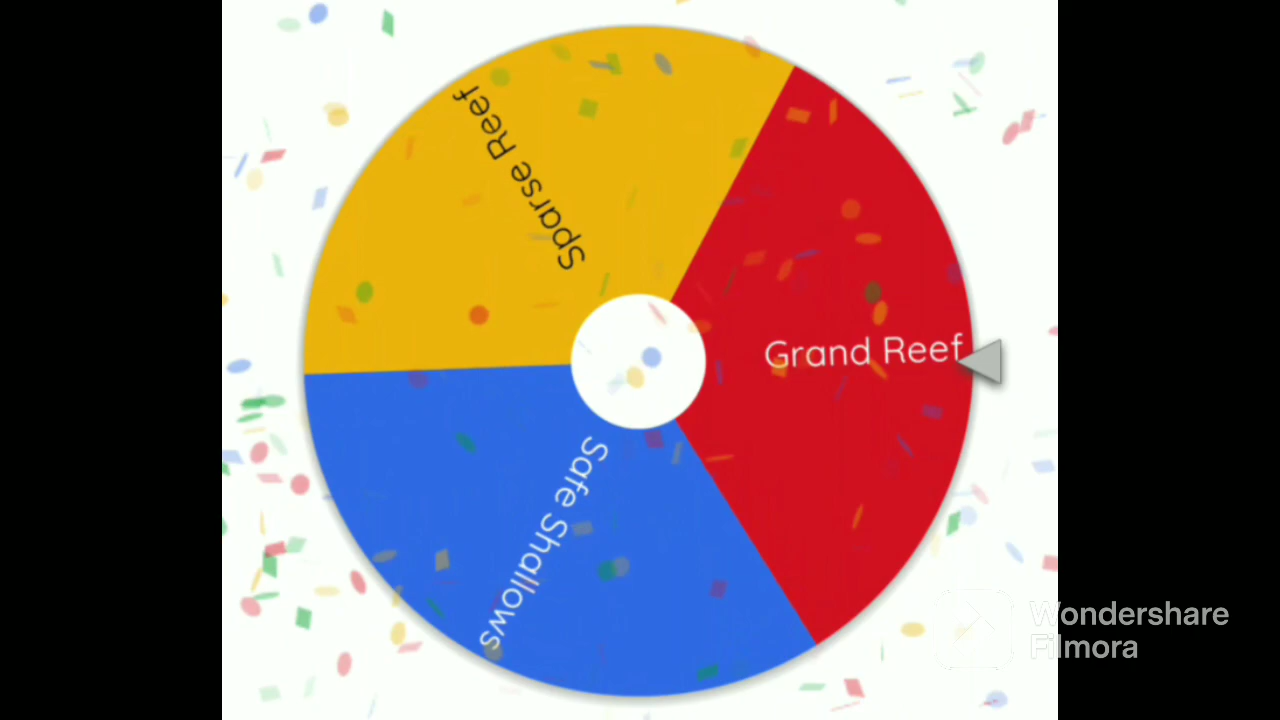 Sparse Reef
Grand Reef
Safe Shallows
Wondershare
Filmora